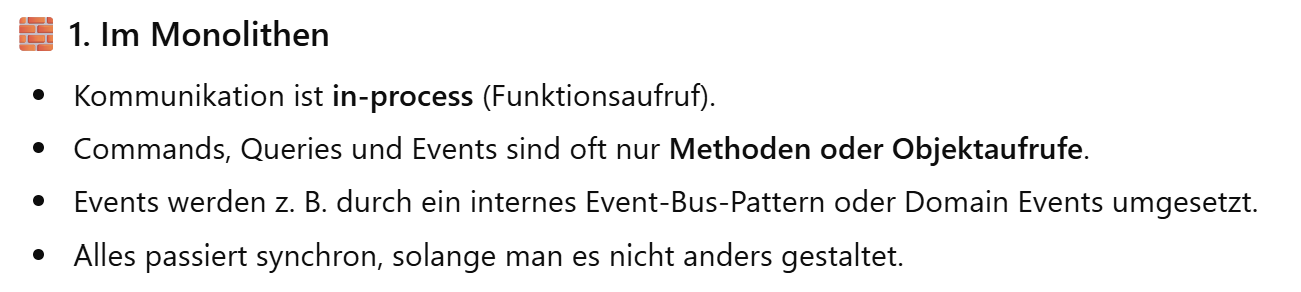 🧱 1. Im Monolithen
• Kommunikation ist in-process (Funktionsaufruf).
• Commands, Queries und Events sind oft nur Methoden oder Objektaufrufe.
• Events werden z. B. durch ein internes Event-Bus-Pattern oder Domain Events umgesetzt.
• Alles passiert synchron, solange man es nicht anders gestaltet.